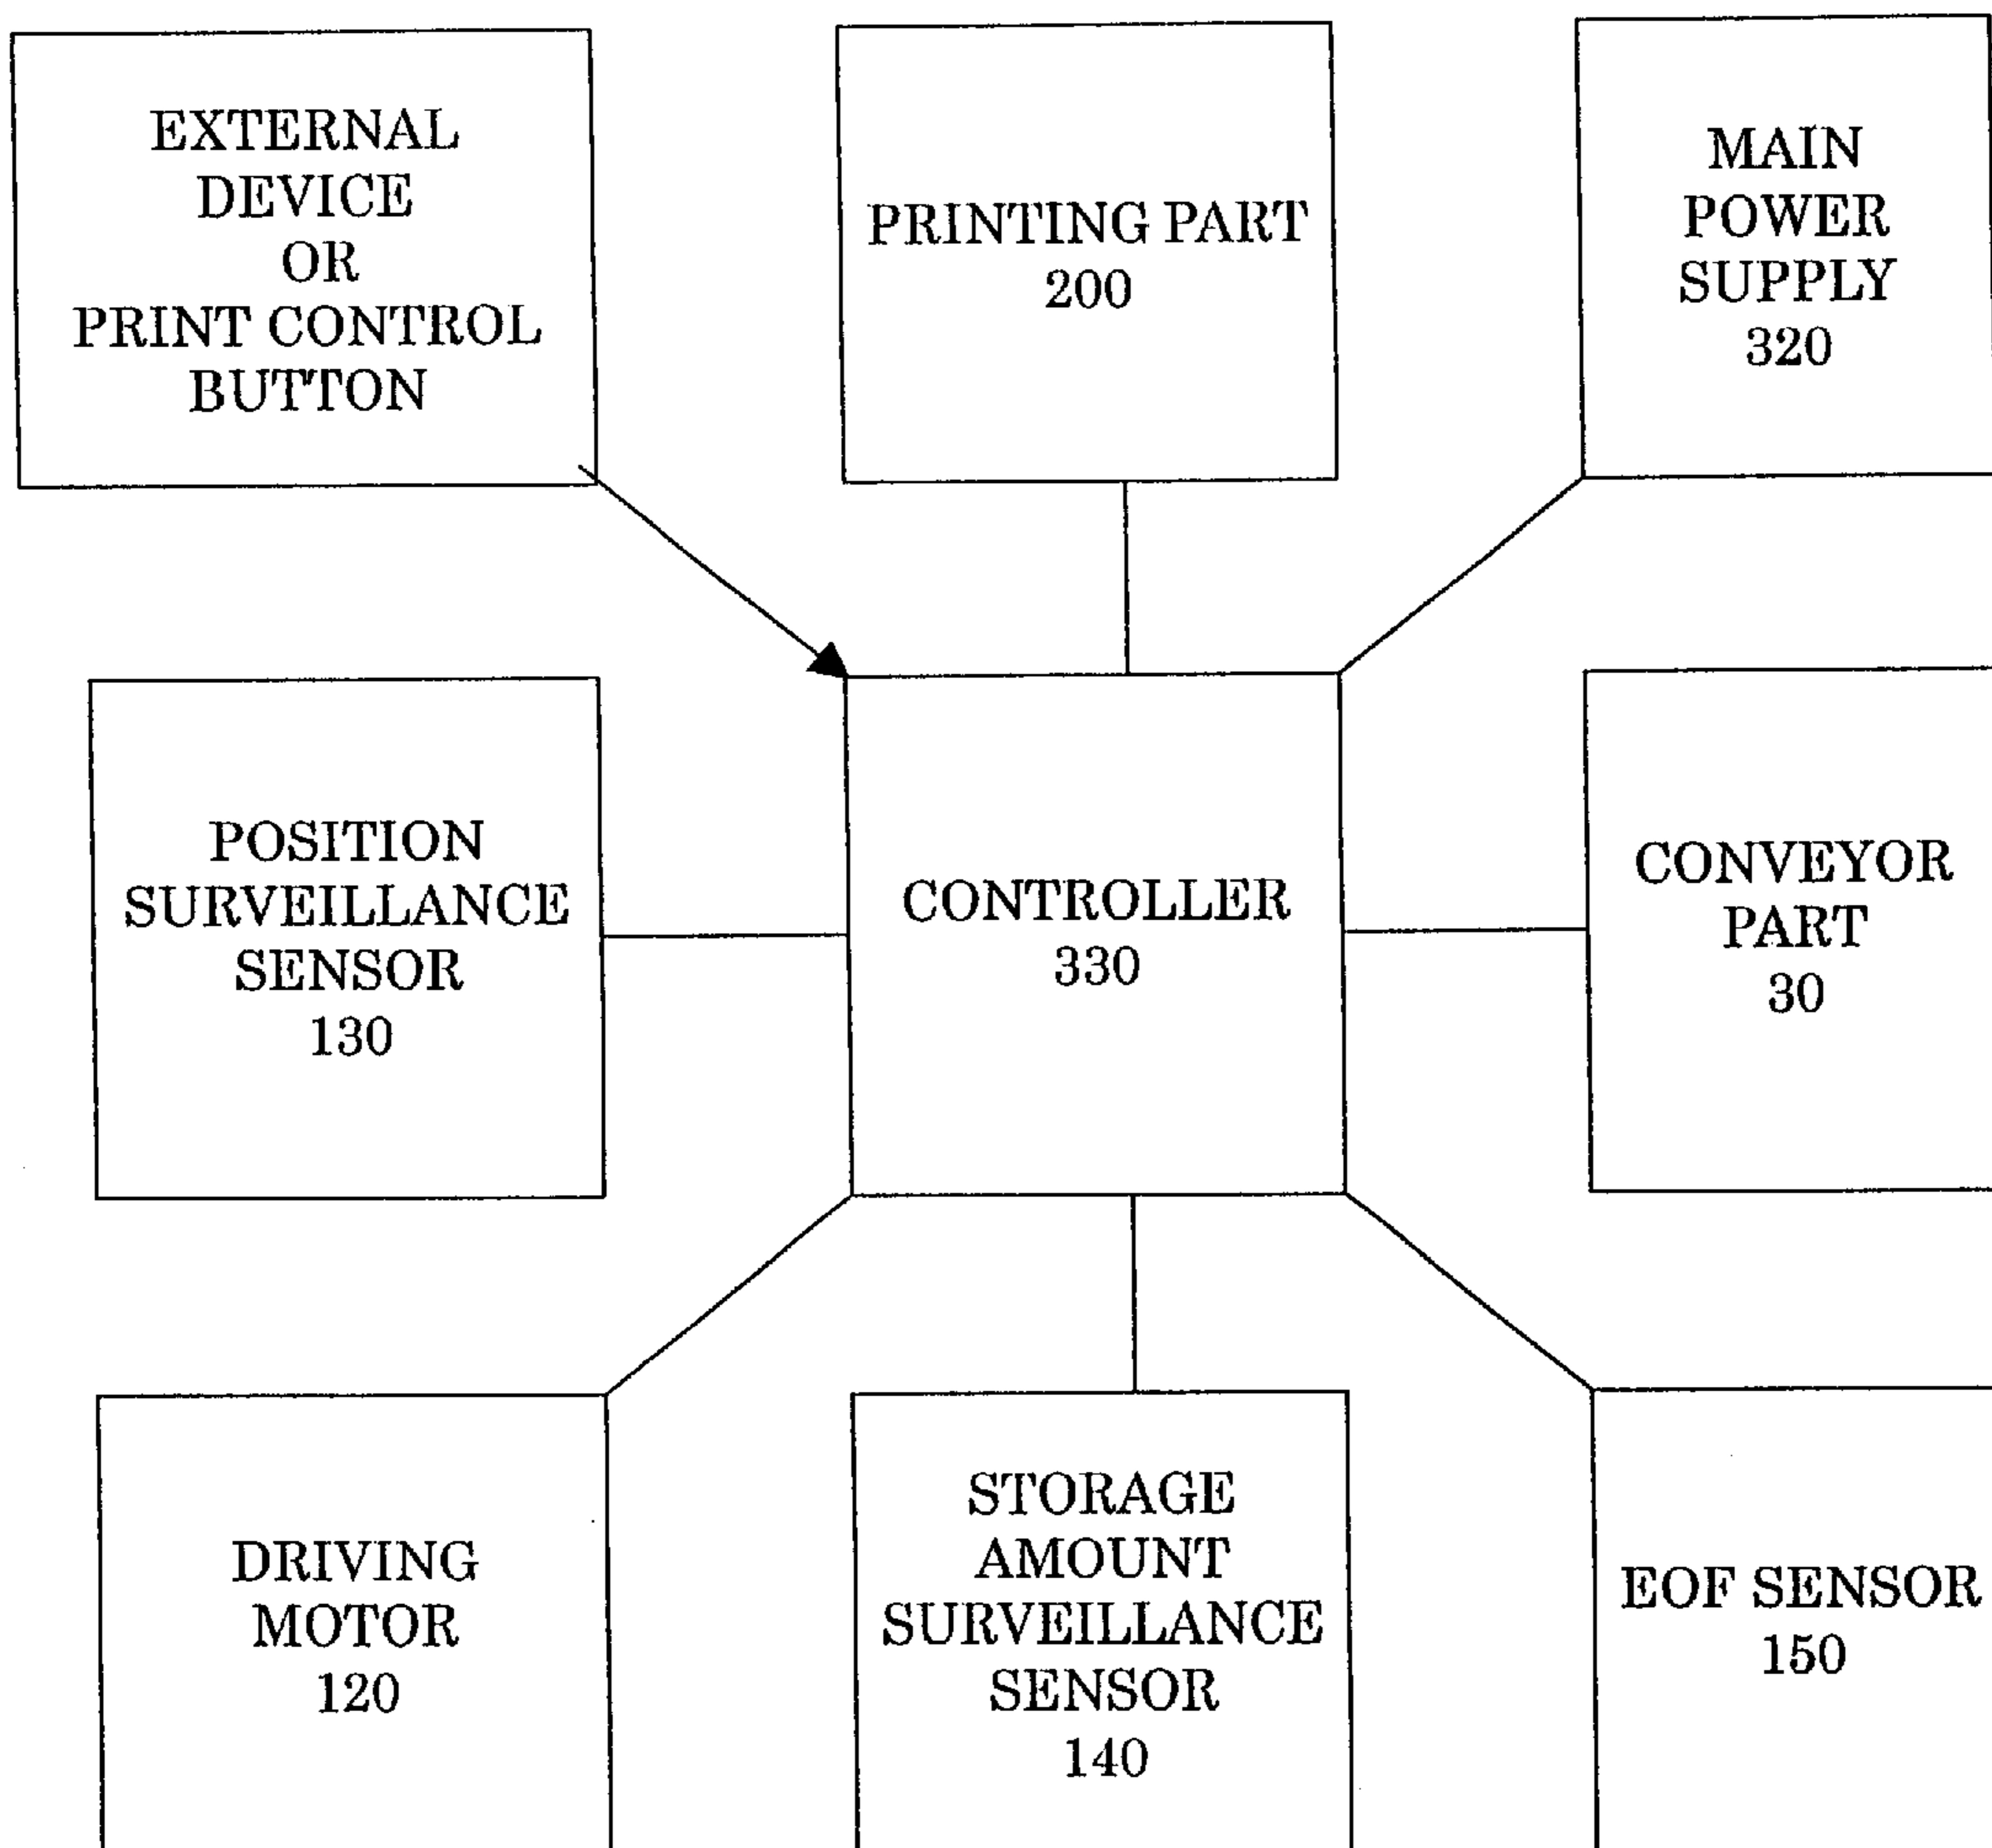 EXTERNAL
DEVICE
OR
PRINT CONTROL
BUTTON
PRINTING PART
200
MAIN
POWER
SUPPLY
320
POSITION
SURVEILLANCE
SENSOR
130
CONTROLLER
330
CONVEYOR
PART
30
DRIVING
MOTOR
120
STORAGE
AMOUNT
SURVEILLANCE
SENSOR
140
EOF SENSOR
150